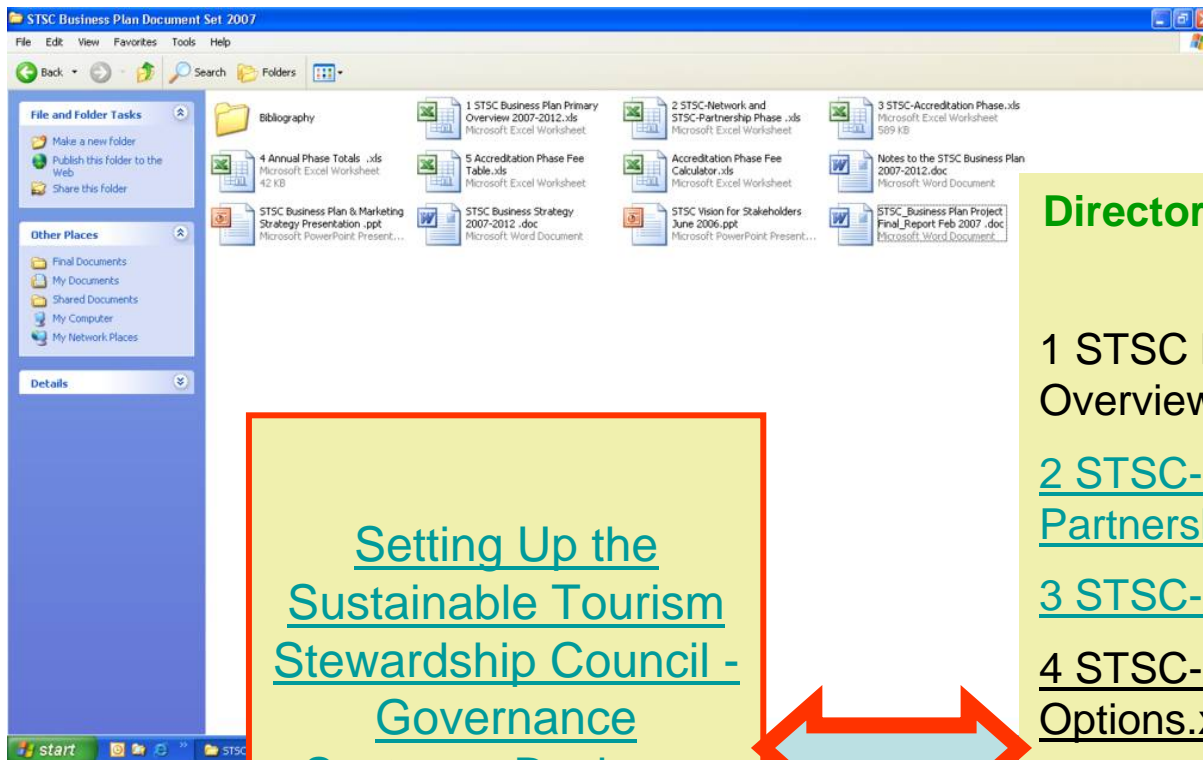 STSC Business Plan Document Set 2007
File Edit View Favorites Tools Help
Back Search Folders
File and Folder Tasks
Make a new folder
Publish this folder to the
Web
Share this folder
Other Places
Final Documents
My Documents
Shared Documents
My Computer
My Network Places
Details
Bibliography
1 STSC Business Plan Primary
Overview 2007-2012.xls
Microsoft Excel Worksheet
2 STSC-Network and
STSC-Partnership Phase .xls
Microsoft Excel Worksheet
3 STSC-Accreditation Phase.xls
Microsoft Excel Worksheet
589 KB
4 Annual Phase Totals .xls
Microsoft Excel Worksheet
42 KB
5 Accreditation Phase Fee
Table.xls
Microsoft Excel Worksheet
Accreditation Phase Fee
Calculator.xls
Microsoft Excel Worksheet
Notes to the STSC Business Plan
2007-2012.doc
Microsoft Word Document
STSC Business Plan & Marketing
Strategy Presentation .ppt
Microsoft PowerPoint Present...
STSC Business Strategy
2007-2012 .doc
Microsoft Word Document
STSC Vision for Stakeholders
June 2006.ppt
Microsoft PowerPoint Present...
STSC_Business Plan Project
Final_Report Feb 2007 .doc
Microsoft Word Document
Setting Up the
Sustainable Tourism
Stewardship Council -
Governance
Director
1 STSC
Overview
2 STSC-
Partners
3 STSC-
4 STSC-
Options.x
start
STSC